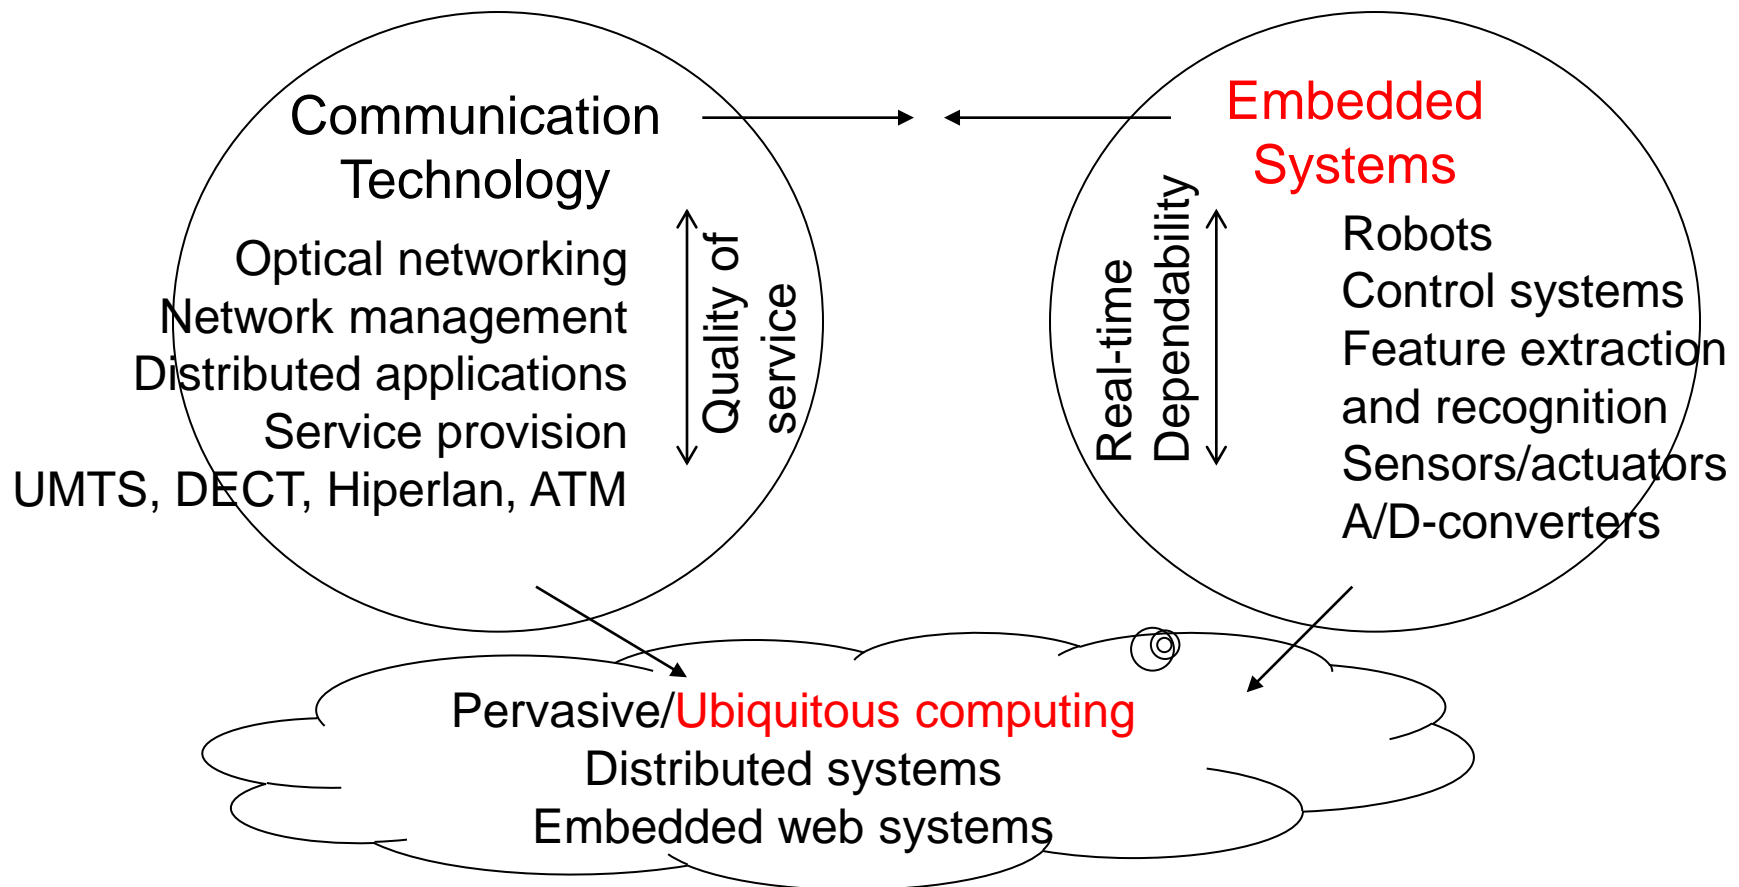 Communication
Technology
Optical networking
Network management
Distributed applications
Service provision
UMTS, DECT, Hiperlan, ATM
Quality of
service
Embedded
Systems
Real-time
Dependability
Robots
Control systems
Feature extraction
and recognition
Sensors/actuators
A/D-converters
Pervasive/Ubiquitous computing
Distributed systems
Embedded web systems